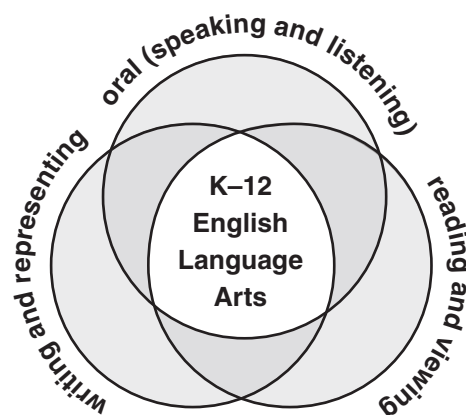 oral (speaking and listening)
writing and representing
reading and viewing
K–12
English
Language
Arts